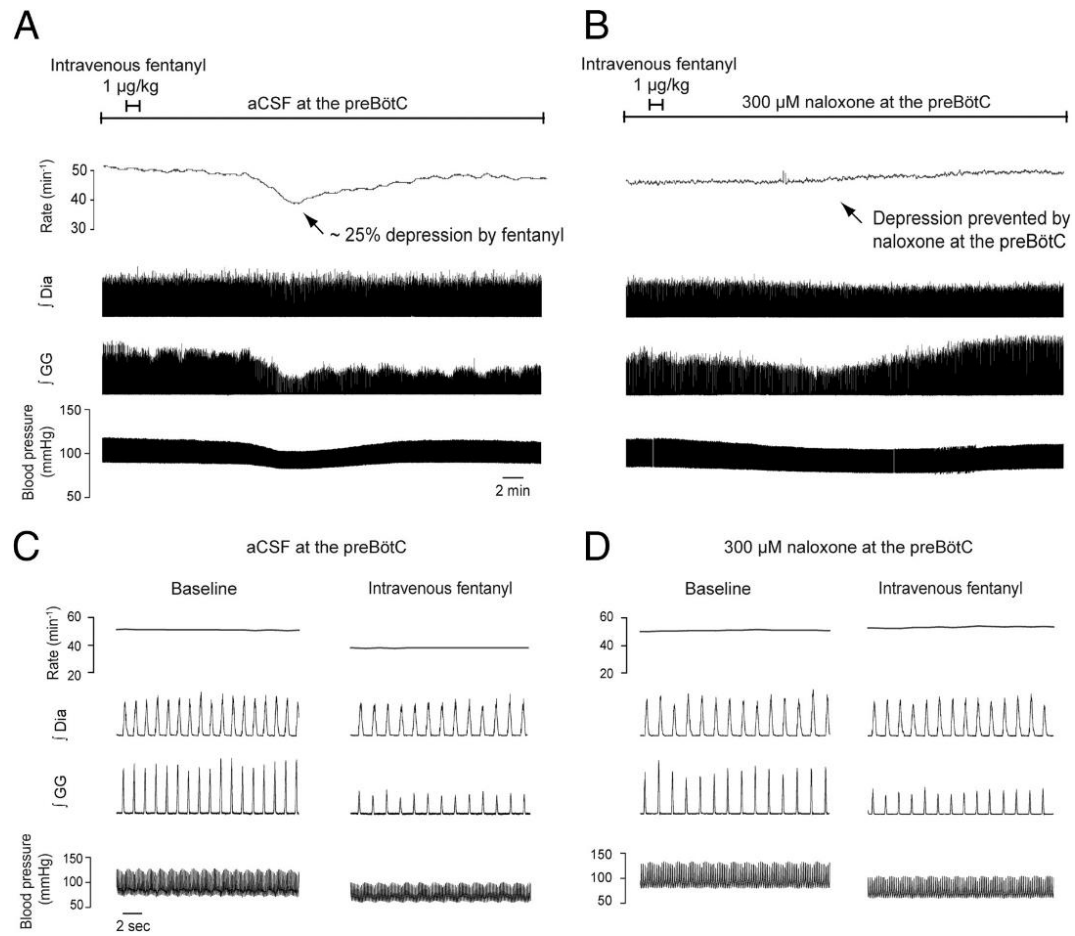 A
Intravenous fentanyl
1 µg/kg
aCSF at the preBötC
Rate (min⁻¹)
50
40
30
~ 25% depression by fentanyl
∫ Dia
∫ GG
Blood pressure
(mmHg)
150
100
50
2 min
B
Intravenous fentanyl
1 µg/kg
300 µM naloxone at the preBötC
Depression prevented by
naloxone at the preBötC
C
aCSF at the preBötC
Baseline
Intravenous fentanyl
Rate (min⁻¹)
60
40
20
∫ Dia
∫ GG
Blood pressure
(mmHg)
150
100
50
2 sec
D
300 µM naloxone at the preBötC
Baseline
Intravenous fentanyl
60
40
20
150
100
50